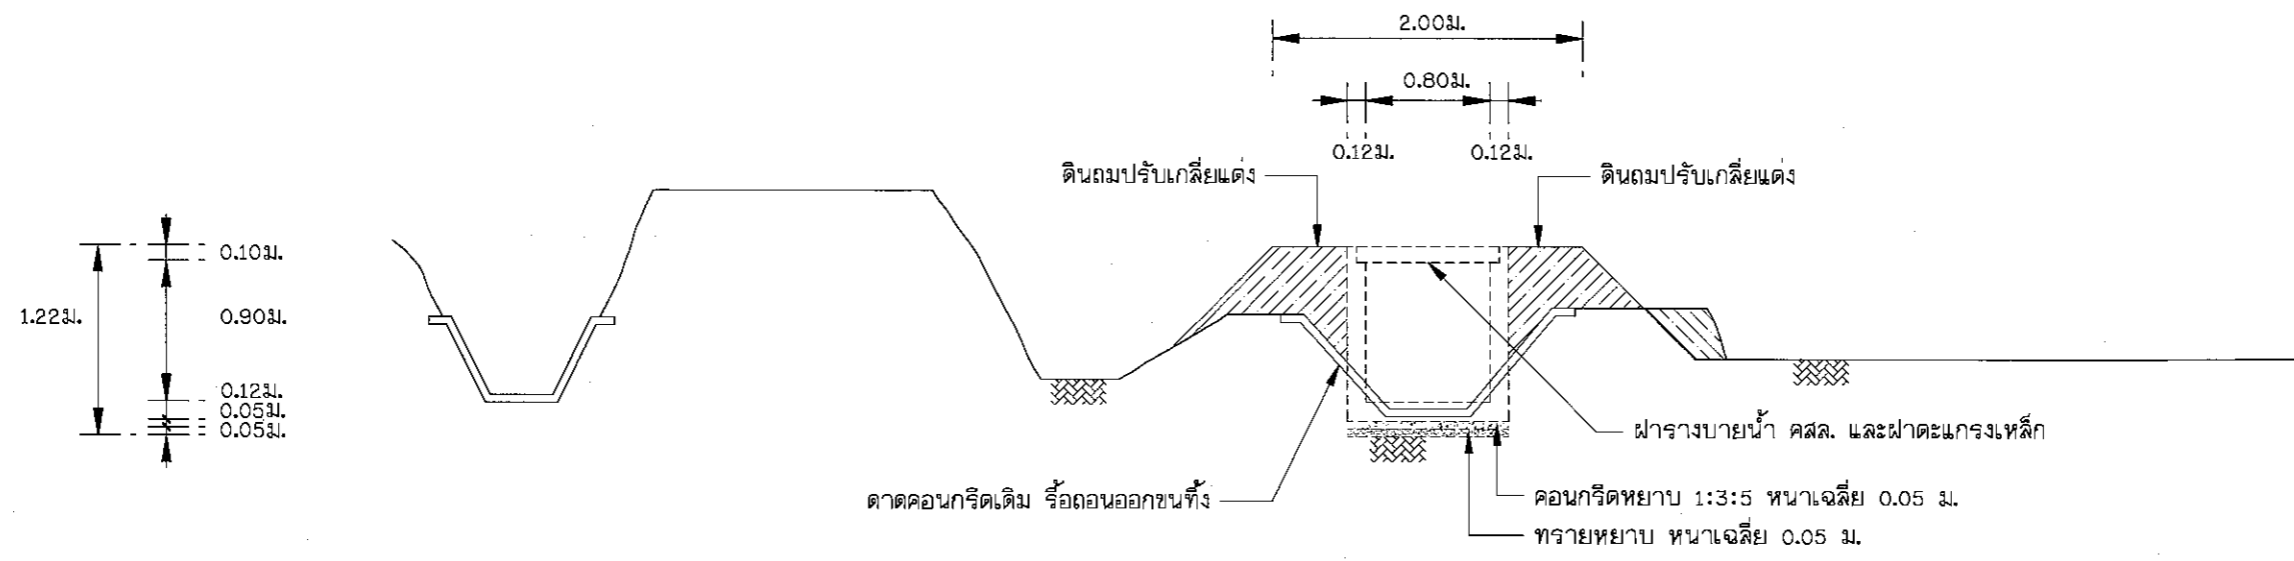 2.00ม.
0.80ม.
0.12ม. 0.12ม.
ดินถมปรับเกลี่ยแต่ง
ดินถมปรับเกลี่ยแต่ง
0.10ม.
1.22ม.
0.90ม.
0.12ม.
0.05ม.
0.05ม.
ฝารางบายน้ำ คสล. และฝาตะแกรงเหล็ก
ดาดคอนกรีตเดิม รื้อถอนออกขนทิ้ง
คอนกรีตหยาบ 1:3:5 หนาเฉลี่ย 0.05 ม.
ทรายหยาบ หนาเฉลี่ย 0.05 ม.